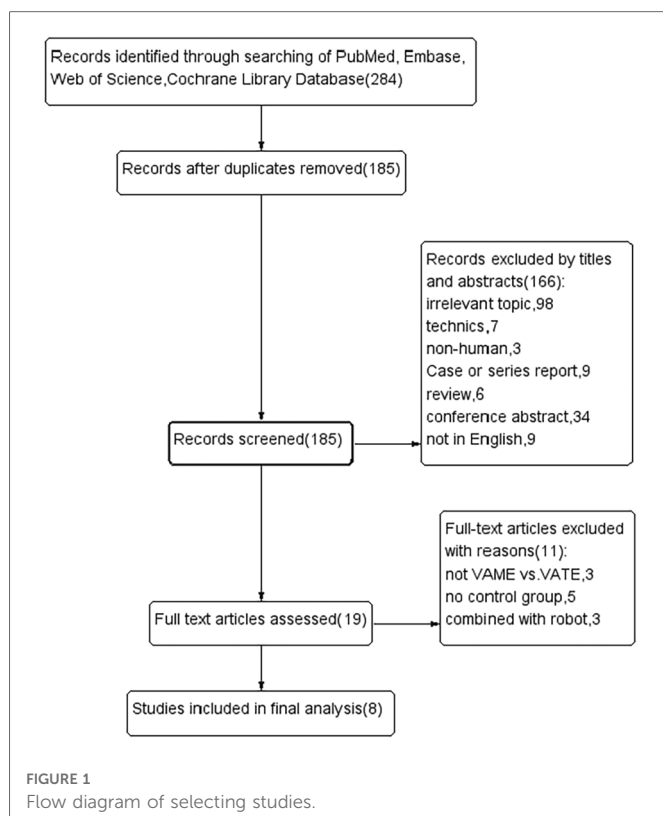 Records identified through searching of PubMed, Embase,
Web of Science,Cochrane Library Database(284)
Records after duplicates removed(185)
Records excluded by titles
and abstracts(166):
irrelevant topic,98
technics,7
non-human,3
Case or series report,9
review,6
conference abstract,34
not in English,9
Records screened(185)
Full-text articles excluded
with reasons(11):
not VAME vs.VATE,3
no control group,5
combined with robot,3
Full text articles assessed(19)
Studies included in final analysis(8)
FIGURE 1
Flow diagram of selecting studies.